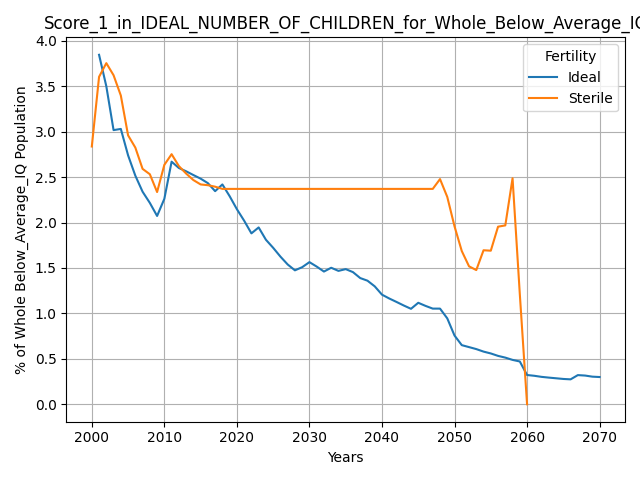 Score_1_in_IDEAL_NUMBER_OF_CHILDREN_for_Whole_Below_Average_IQ
Fertility
Ideal
Sterile
% of Whole Below_Average_IQ Population
4.0
3.5
3.0
2.5
2.0
1.5
1.0
0.5
0.0
2000 2010 2020 2030 2040 2050 2060 2070
Years